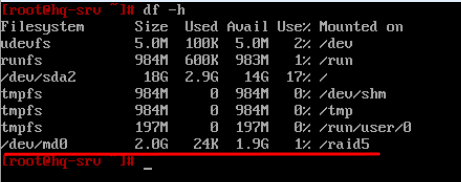 [root@hq-srv ~]# df -h
Filesystem      Size  Used Avail Use% Mounted on
udevfs          5.0M  100K  5.0M   2% /dev
runfs           984M  600K  983M   1% /run
/dev/sda2        18G  2.9G   14G  17% /
tmpfs           984M     0  984M   0% /dev/shm
tmpfs           984M     0  984M   0% /tmp
tmpfs           197M     0  197M   0% /run/user/0
/dev/md0        2.0G   24K  1.9G   1% /raid5
[root@hq-srv ~]# _